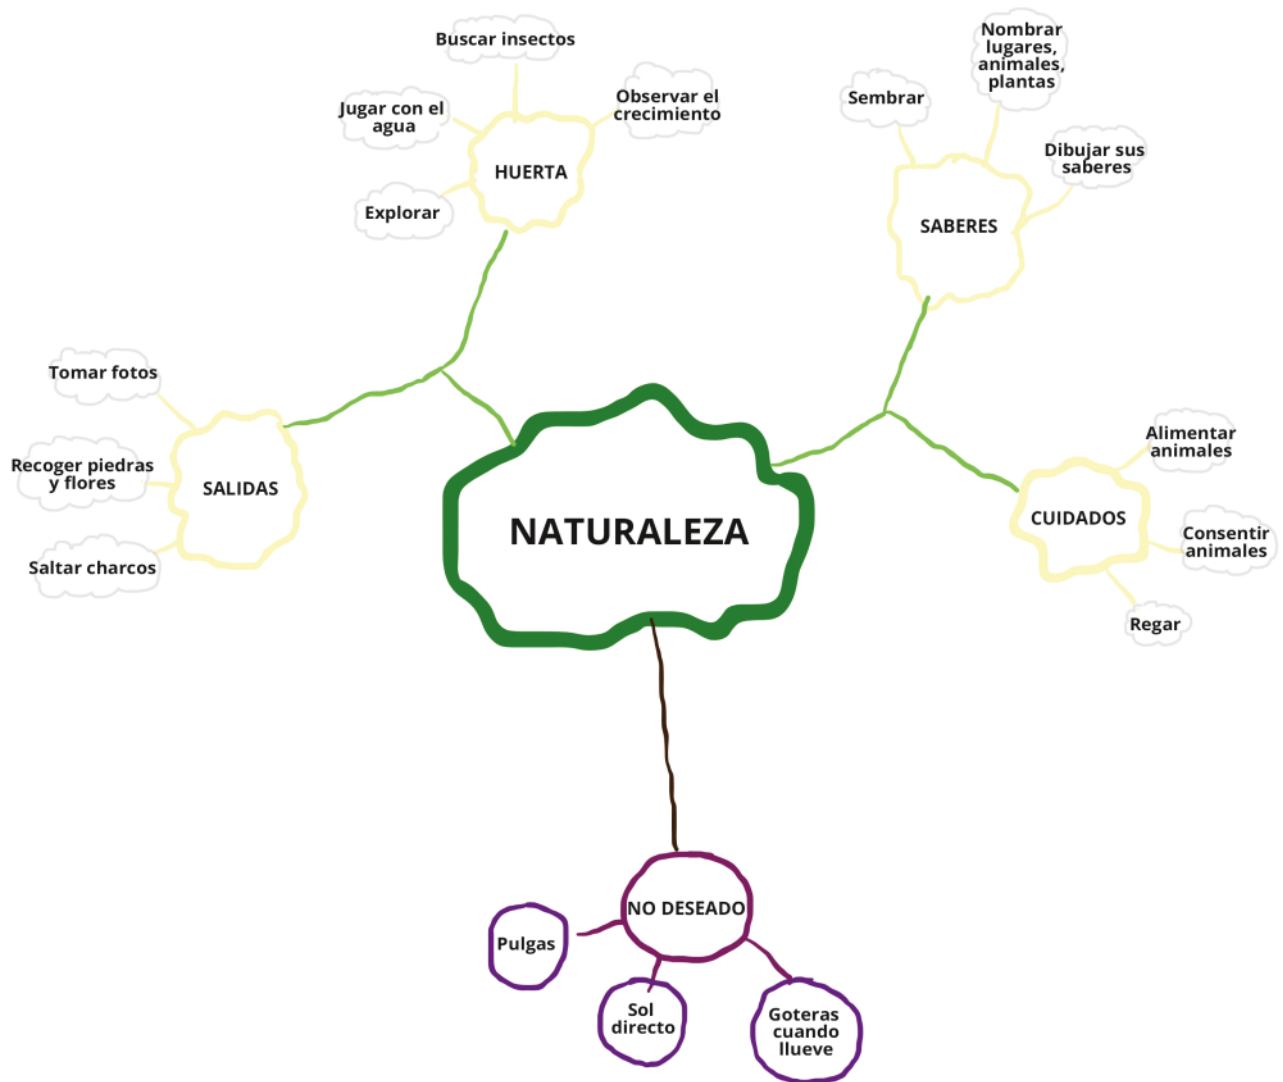 Buscar insectos
Jugar con el
agua
Observar el
crecimiento
HUERTA
Explorar
Nombrar
lugares,
animales,
plantas
Sembrar
Dibujar sus
saberes
SABERES
Tomar fotos
Recoger piedras
y flores
SALIDAS
Saltar charcos
NATURALEZA
Alimentar
animales
CUIDADOS
Consentir
animales
Regar
NO DESEADO
Pulgas
Sol
directo
Goteras
cuando
llueve